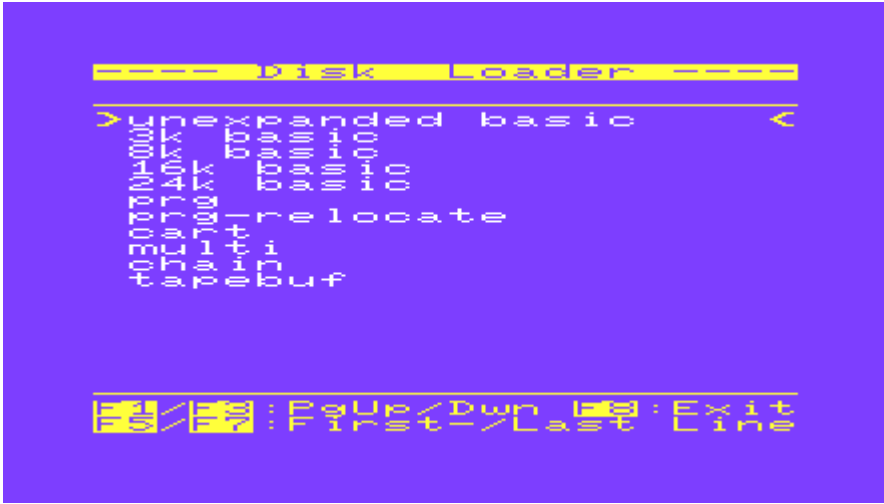 ---- Disk Loader ----
>unexpanded basic <
3k basic
8k basic
16k basic
24k basic
prg
prg-relocate
cart
multi
chain
tapebuf
F1/F3:PgUp/Dwn F8:Exit
F5/F7:First-/Last Line